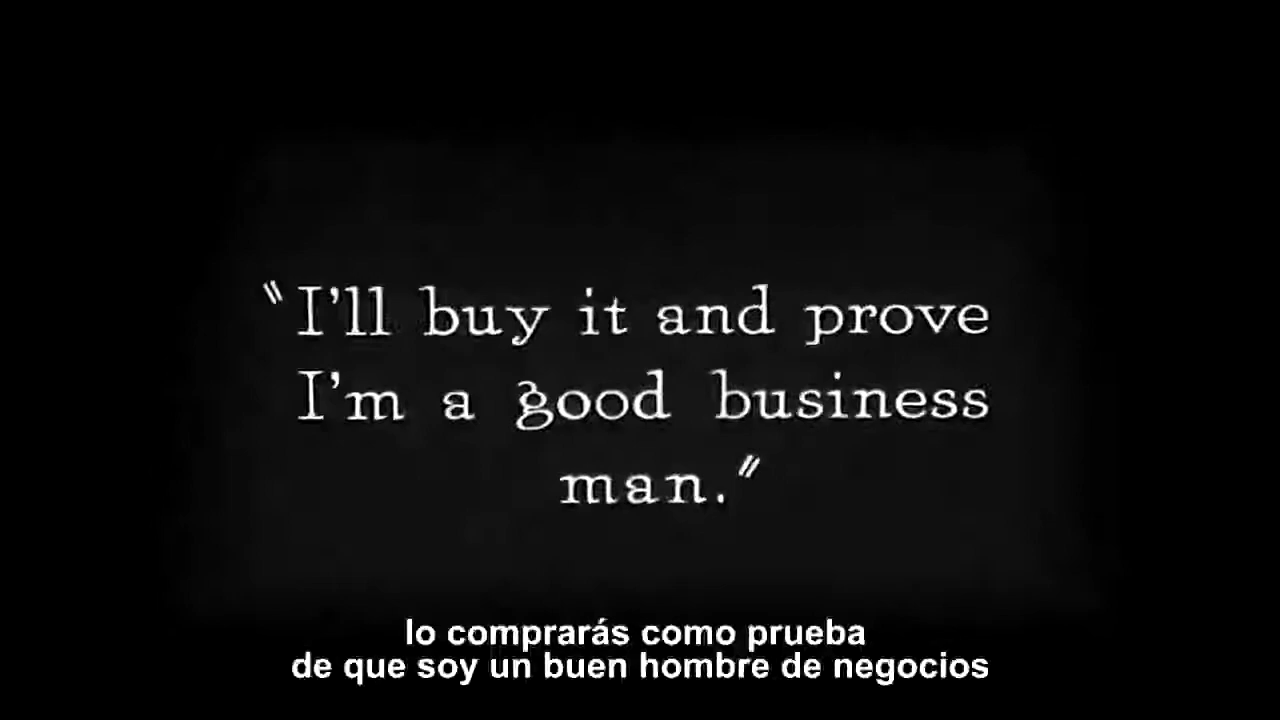 "I'll buy it and prove
I'm a good business
man."
lo comprarás como prueba
de que soy un buen hombre de negocios